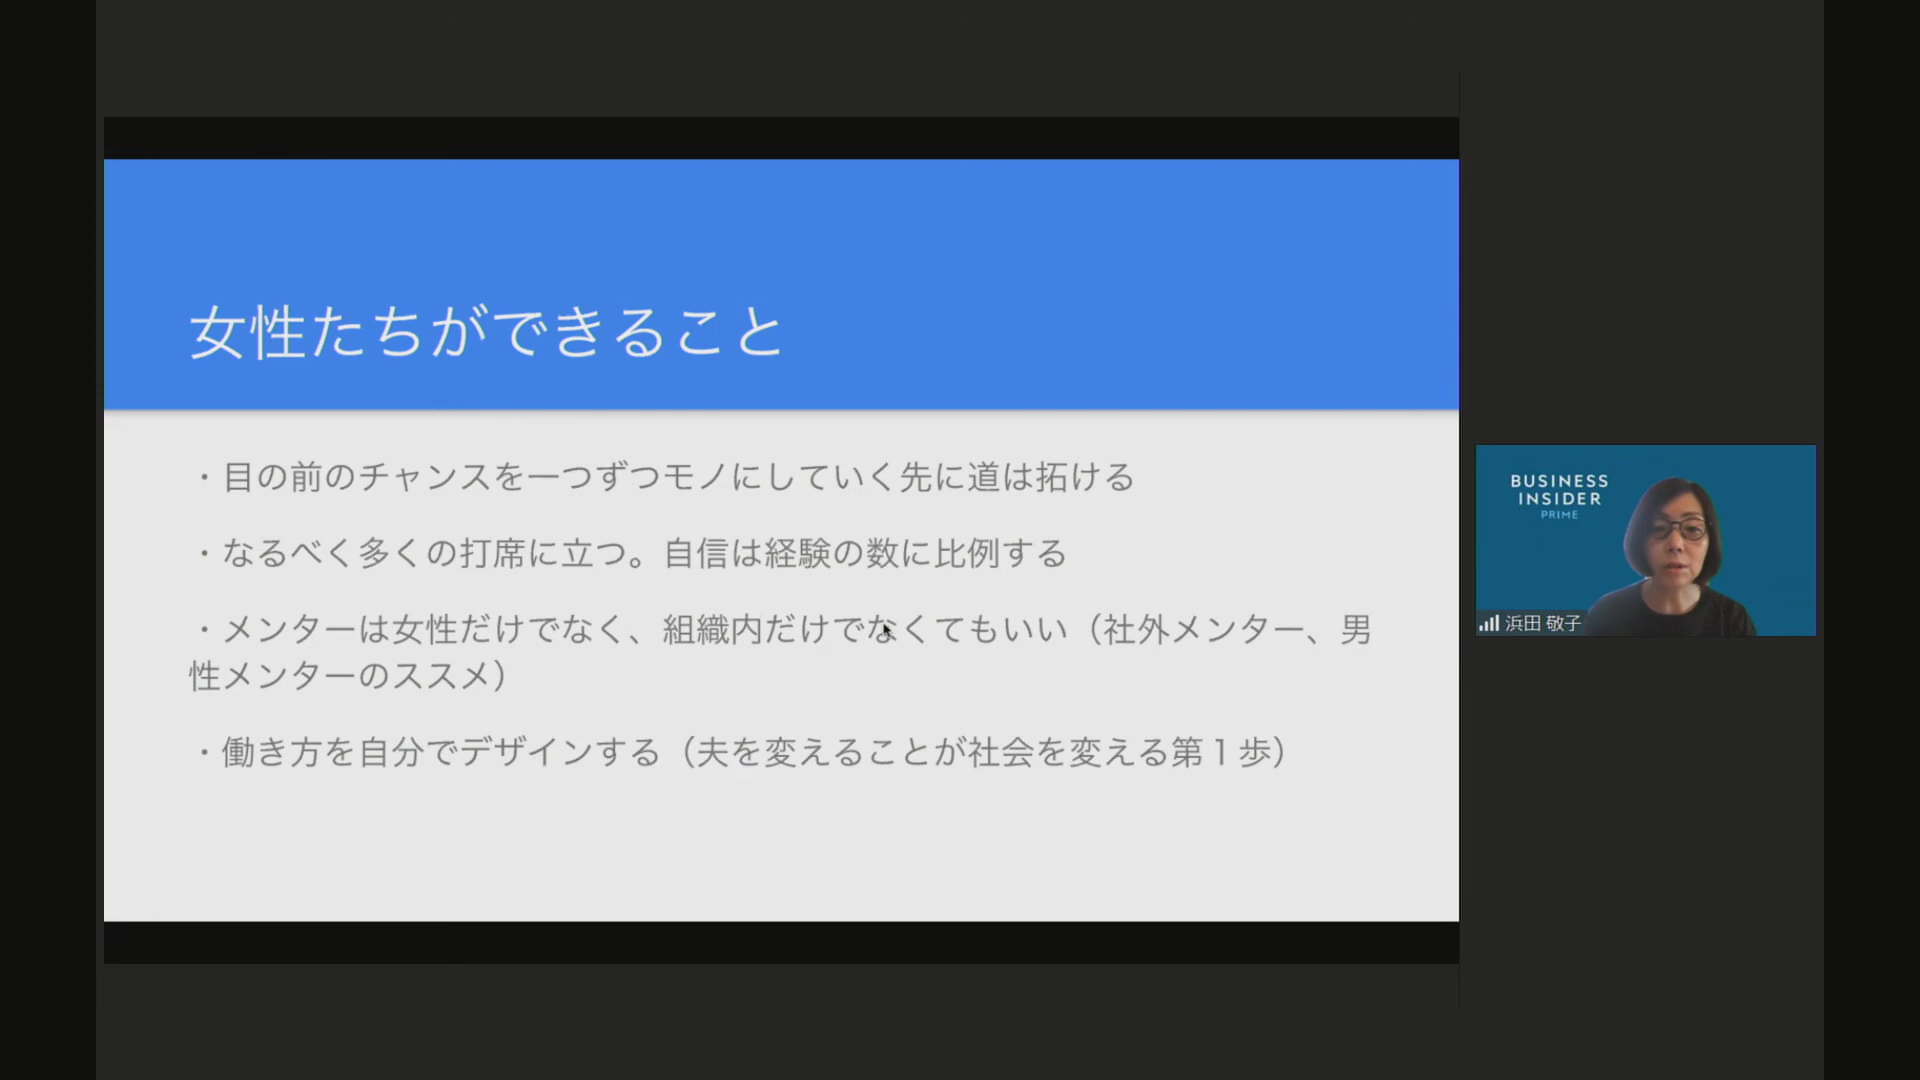 女性たちができること
・目の前のチャンスを一つずつモノにしていく先に道は拓ける
・なるべく多くの打席に立つ。自信は経験の数に比例する
・メンターは女性だけでなく、組織内だけでなくてもいい（社外メンター、男
性メンターのススメ）
・働き方を自分でデザインする（夫を変えることが社会を変える第１歩）
BUSINESS
INSIDER
PRIME
浜田 敬子